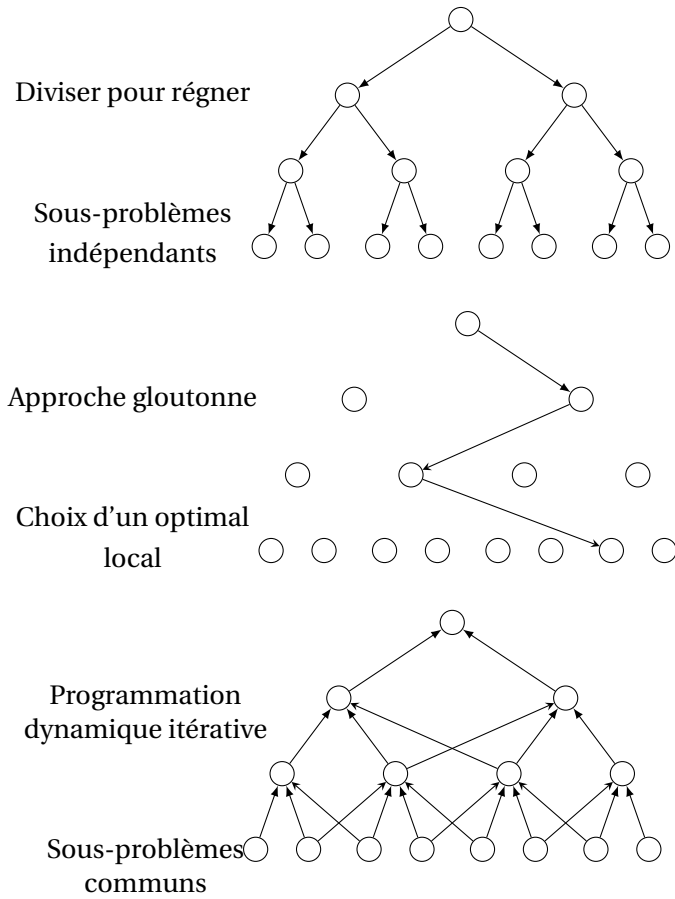 Diviser pour régner
Sous-problèmes
indépendants
Approche gloutonne
Choix d'un optimal
local
Programmation
dynamique itérative
Sous-problèmes
communs